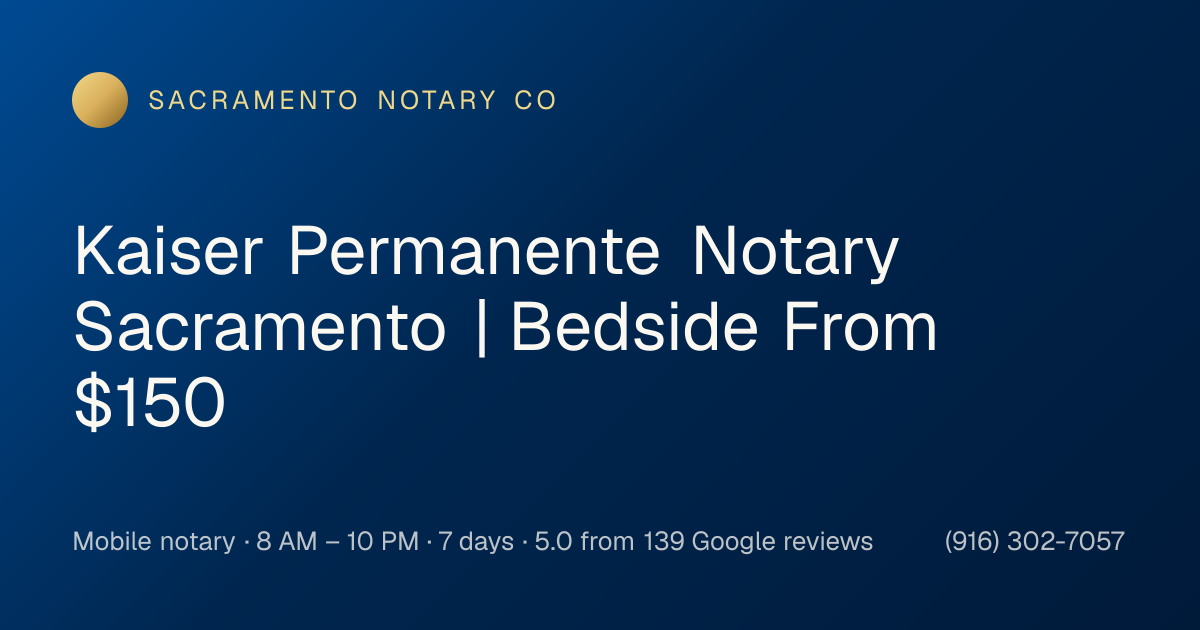 SACRAMENTO NOTARY CO
Kaiser Permanente Notary
Sacramento | Bedside From
$150
Mobile notary · 8 AM – 10 PM · 7 days · 5.0 from 139 Google reviews
(916) 302-7057